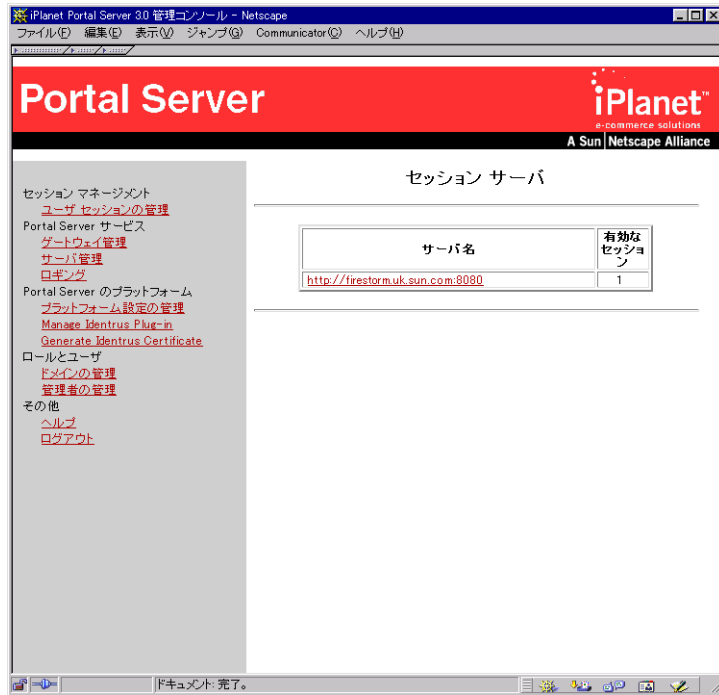 iPlanet Portal Server 3.0 管理コンソール - Netscape
ファイル(F) 編集(E) 表示(V) ジャンプ(G) Communicator(C) ヘルプ(H)
Portal Server
iPlanet™
e-commerce solutions
A Sun | Netscape Alliance
セッション マネージメント
ユーザ セッションの管理
Portal Server サービス
ゲートウェイ管理
サーバ管理
ロギング
Portal Server のプラットフォーム
プラットフォーム設定の管理
Manage Identrus Plug-in
Generate Identrus Certificate
ロールとユーザ
ドメインの管理
管理者の管理
その他
ヘルプ
ログアウト
セッション サーバ
サーバ名
有効な
セッショ
ン
http://firestorm.uk.sun.com:8080
1
ドキュメント: 完了。